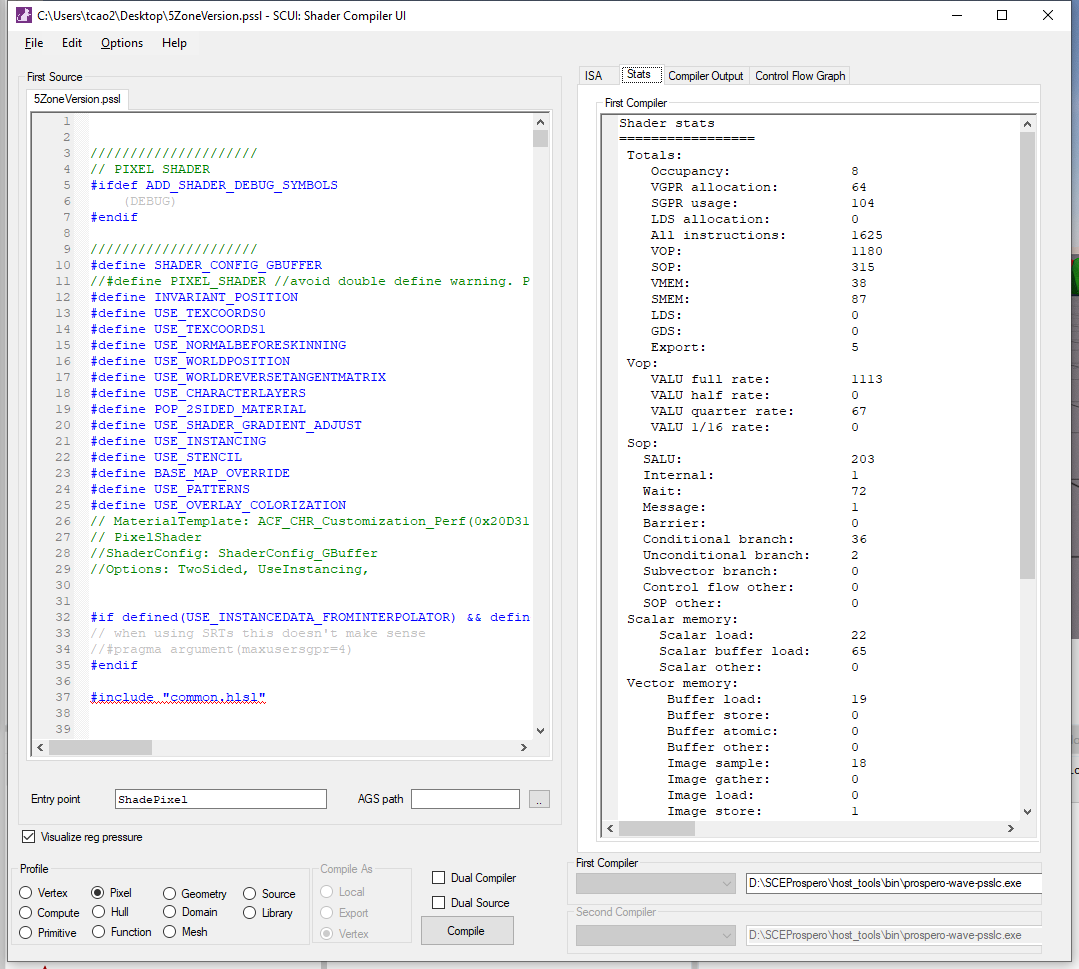 C:\Users\tcao2\Desktop\5ZoneVersion.pssl - SCUI: Shader Compiler UI
File Edit Options Help
First Source
5ZoneVersion.pssl
1
2
3 /////////////////////
4 // PIXEL SHADER
5 #ifdef ADD_SHADER_DEBUG_SYMBOLS
6 (DEBUG)
7 #endif
8
9 /////////////////////
10 #define SHADER_CONFIG_GBUFFER
11 //#define PIXEL_SHADER //avoid double define warning. P
12 #define INVARIANT_POSITION
13 #define USE_TEXCOORDS0
14 #define USE_TEXCOORDS1
15 #define USE_NORMALBEFORESKINNING
16 #define USE_WORLDPOSITION
17 #define USE_WORLDREVERSETANGENTMATRIX
18 #define USE_CHARACTERLAYERS
19 #define POP_2SIDED_MATERIAL
20 #define USE_SHADER_GRADIENT_ADJUST
21 #define USE_INSTANCING
22 #define USE_STENCIL
23 #define BASE_MAP_OVERRIDE
24 #define USE_PATTERNS
25 #define USE_OVERLAY_COLORIZATION
26 // MaterialTemplate: ACF_CHR_Customization_Perf(0x20D31
27 // PixelShader
28 //ShaderConfig: ShaderConfig_GBuffer
29 //Options: TwoSided, UseInstancing,
30
31
32 #if defined(USE_INSTANCEDATA_FROMINTERPOLATOR) && defin
33 // when using SRTs this doesn't make sense
34 //#pragma argument(maxusersgpr=4)
35 #endif
36
37 #include "common.hlsl"
38
39
Entry point ShadePixel AGS path ..
Visualize reg pressure
Profile
Vertex Pixel Geometry Source
Compute Hull Domain Library
Primitive Function Mesh
Compile As
Local
Export
Vertex
Dual Compiler
Dual Source
Compile
ISA Stats Compiler Output Control Flow Graph
First Compiler
Shader stats
=================
Totals:
Occupancy: 8
VGPR allocation: 64
SGPR usage: 104
LDS allocation: 0
All instructions: 1625
VOP: 1180
SOP: 315
VMEM: 38
SMEM: 87
LDS: 0
GDS: 0
Export: 5
Vop:
VALU full rate: 1113
VALU half rate: 0
VALU quarter rate: 67
VALU 1/16 rate: 0
Sop:
SALU: 203
Internal: 1
Wait: 72
Message: 1
Barrier: 0
Conditional branch: 36
Unconditional branch: 2
Subvector branch: 0
Control flow other: 0
SOP other: 0
Scalar memory:
Scalar load: 22
Scalar buffer load: 65
Scalar other: 0
Vector memory:
Buffer load: 19
Buffer store: 0
Buffer atomic: 0
Buffer other: 0
Image sample: 18
Image gather: 0
Image load: 0
Image store: 1
First Compiler
D:\SCEProspero\host_tools\bin\prospero-wave-psslc.exe
Second Compiler
D:\SCEProspero\host_tools\bin\prospero-wave-psslc.exe